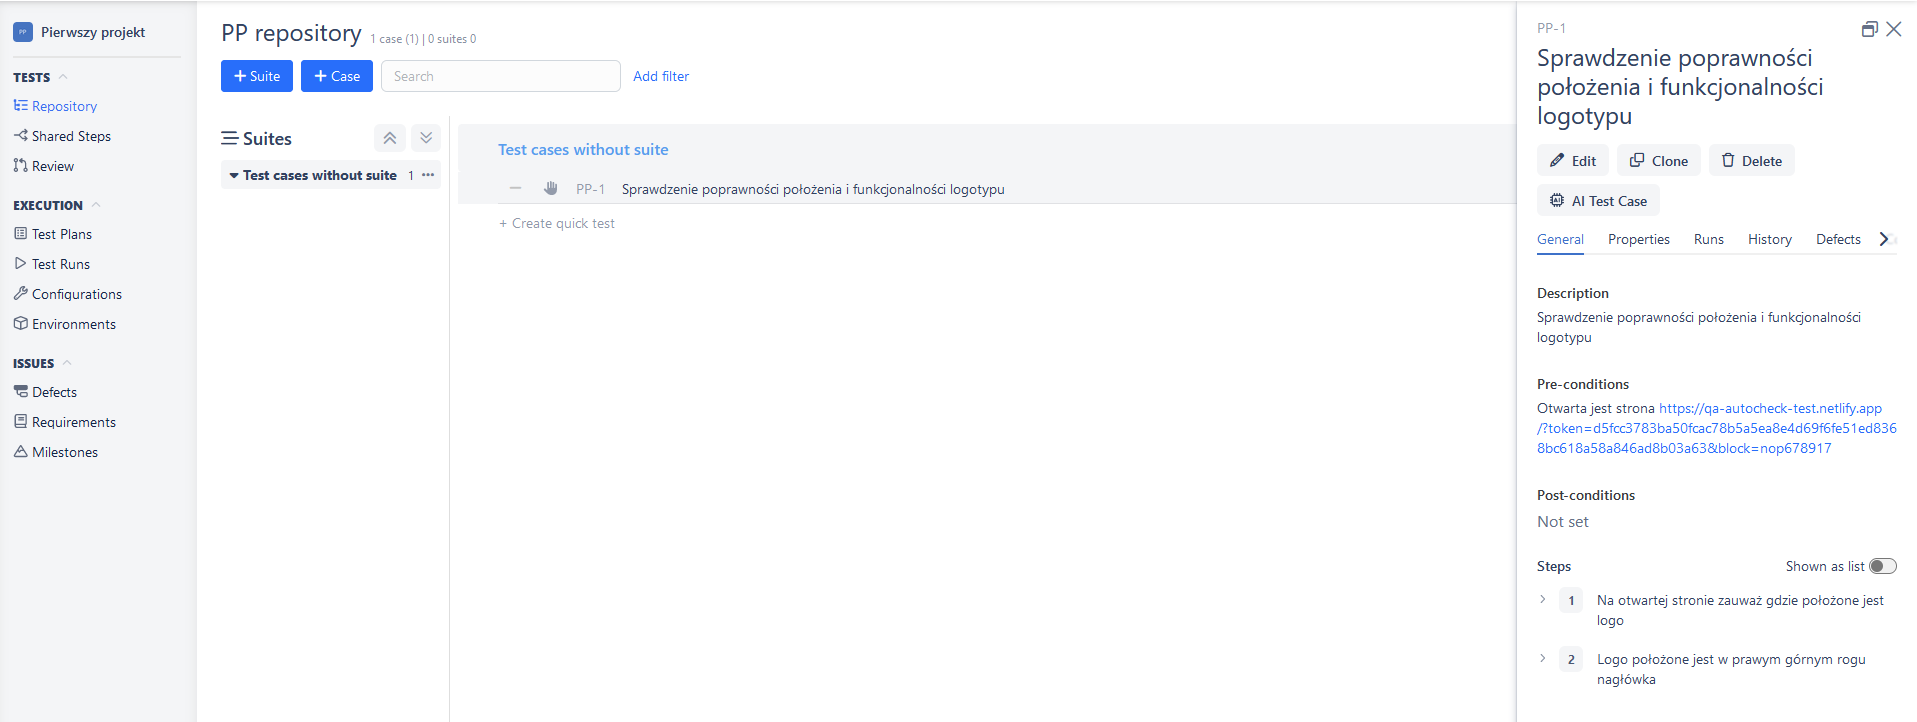 PP Pierwszy projekt
TESTS
Repository
Shared Steps
Review
EXECUTION
Test Plans
Test Runs
Configurations
Environments
ISSUES
Defects
Requirements
Milestones
PP repository 1 case (1) | 0 suites 0
+ Suite + Case Search Add filter
Suites
Test cases without suite 1 •••
Test cases without suite
PP-1 Sprawdzenie poprawności położenia i funkcjonalności logotypu
+ Create quick test
PP-1
Sprawdzenie poprawności
położenia i funkcjonalności
logotypu
Edit Clone Delete
AI Test Case
General Properties Runs History Defects
Description
Sprawdzenie poprawności położenia i funkcjonalności
logotypu
Pre-conditions
Otwarta jest strona https://qa-autocheck-test.netlify.app
/?token=d5fcc3783ba50fcac78b5a5ea8e4d69f6fe51ed836
8bc618a58a846ad8b03a63&block=nop678917
Post-conditions
Not set
Steps Shown as list
1 Na otwartej stronie zauważ gdzie położone jest
logo
2 Logo położone jest w prawym górnym rogu
nagłówka